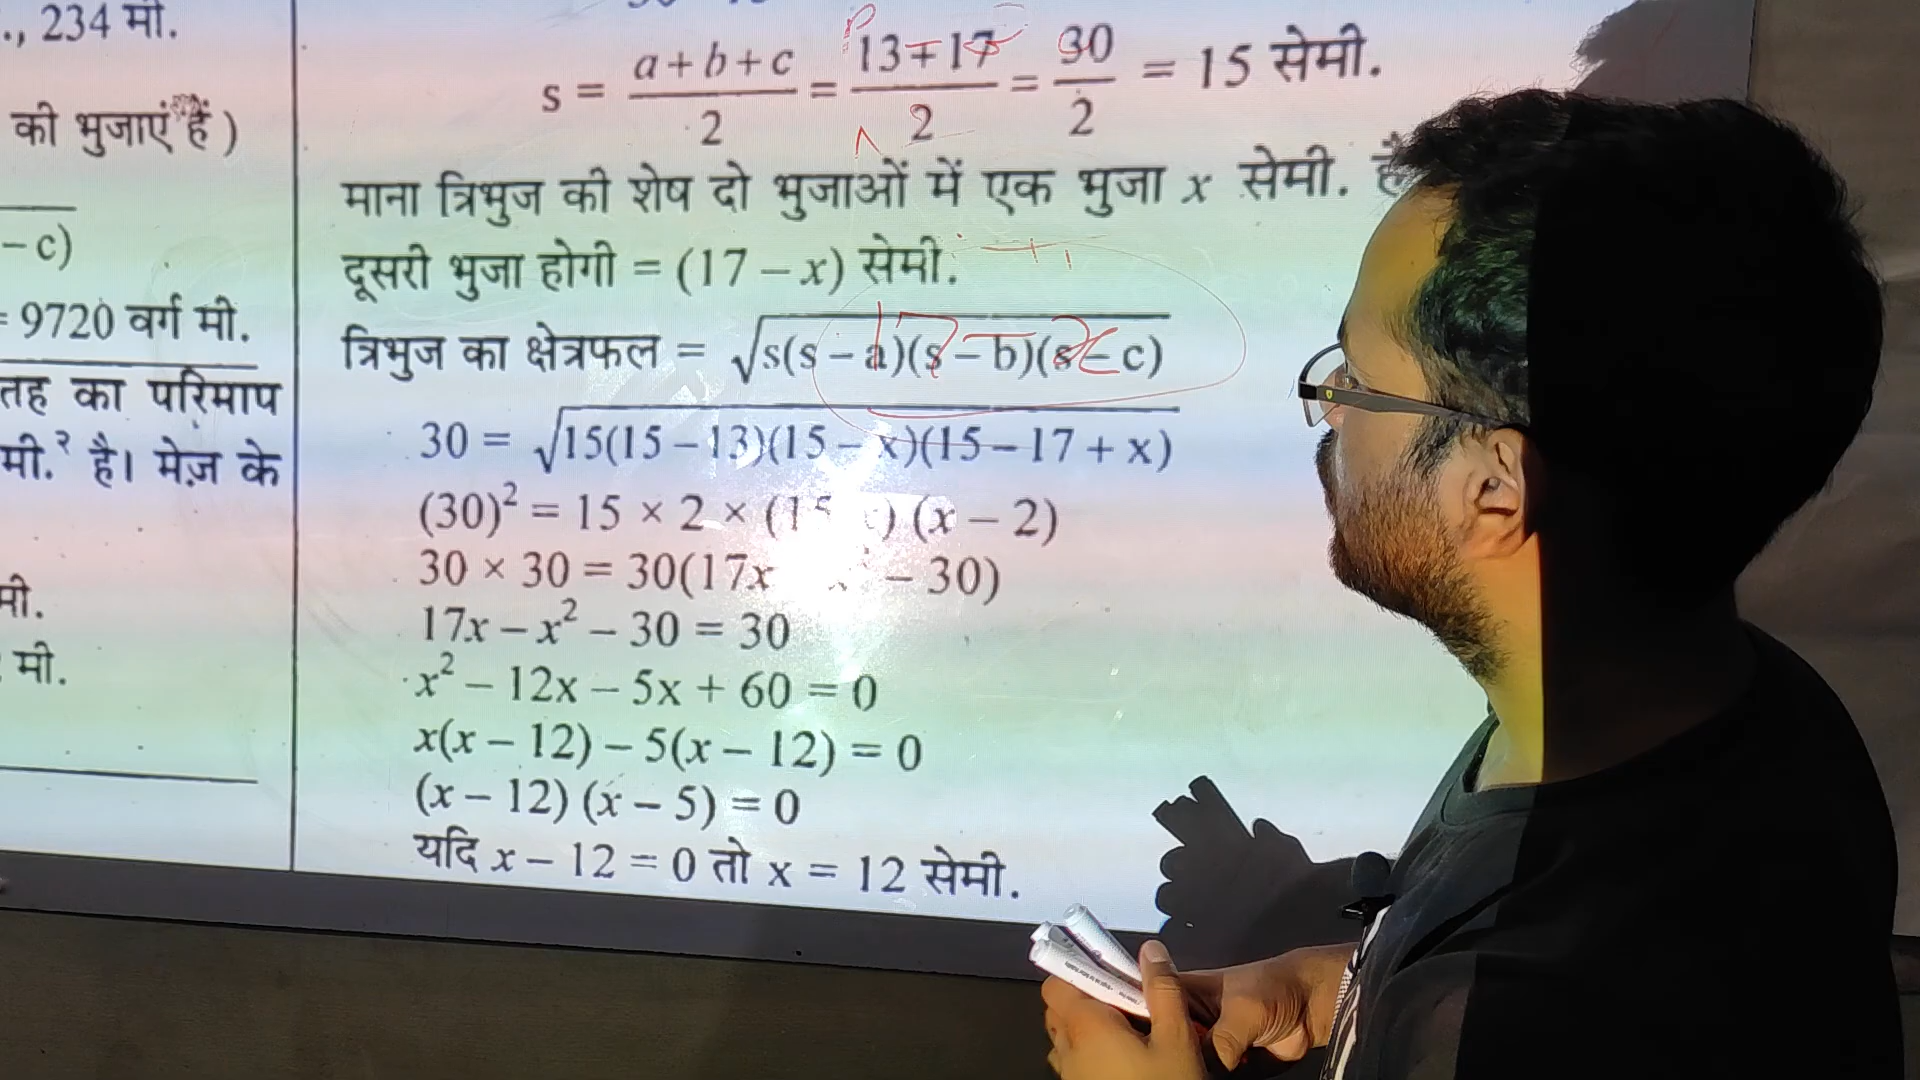 ., 234 मी.
की भुजाएं हैं )
– c)
= 9720 वर्ग मी.
तह का परिमाप
मी.² है। मेज़ के
मी.
मी.
s = a + b + c / 2 = 13 + 17 / 2 = 30 / 2 = 15 सेमी.
माना त्रिभुज की शेष दो भुजाओं में एक भुजा x सेमी.
दूसरी भुजा होगी = (17 – x) सेमी.
त्रिभुज का क्षेत्रफल = √s(s – a)(s – b)(s – c)
17 – x
30 = √15(15 – 13)(15 – x)(15 – 17 + x)
(30)² = 15 × 2 × (15 ) (x – 2)
30 × 30 = 30(17x – 30)
17x – x² – 30 = 30
x² – 12x – 5x + 60 = 0
x(x – 12) – 5(x – 12) = 0
(x – 12) (x – 5) = 0
यदि x – 12 = 0 तो x = 12 सेमी.